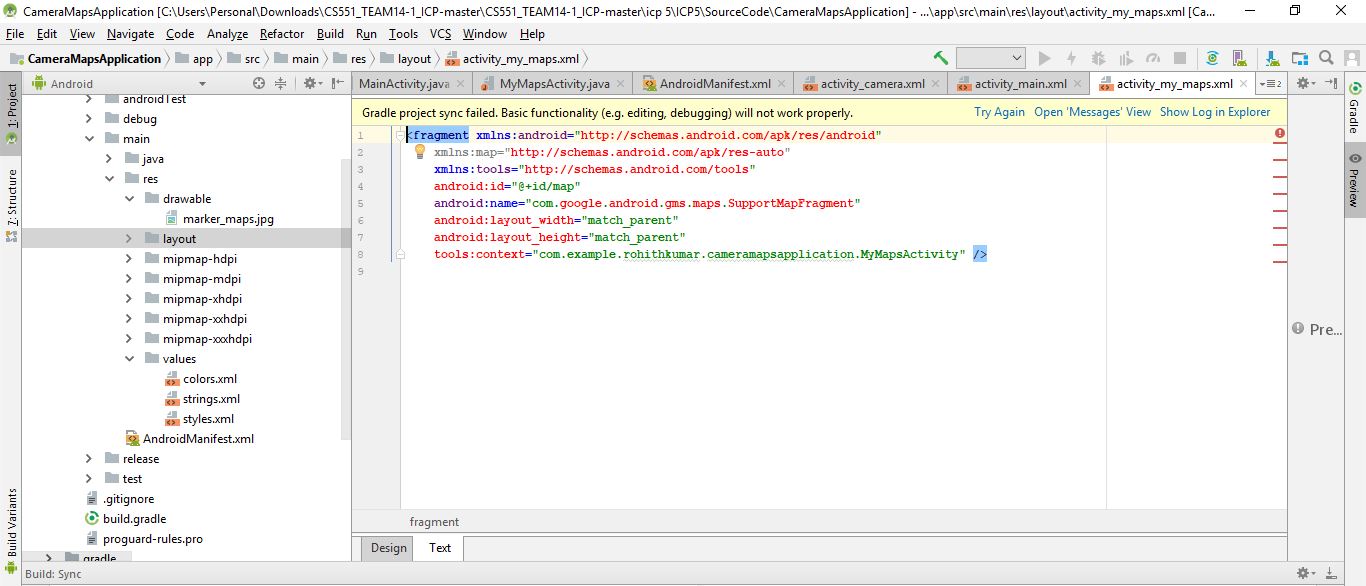 CameraMapsApplication [C:\Users\Personal\Downloads\CS551_TEAM14-1_ICP-master\CS551_TEAM14-1_ICP-master\icp 5\ICP5\SourceCode\CameraMapsApplication] - ...\app\src\main\res\layout\activity_my_maps.xml [Ca...
File Edit View Navigate Code Analyze Refactor Build Run Tools VCS Window Help
CameraMapsApplication app src main res layout activity_my_maps.xml
Android
MainActivity.java MyMapsActivity.java AndroidManifest.xml activity_camera.xml activity_main.xml activity_my_maps.xml 2
Gradle project sync failed. Basic functionality (e.g. editing, debugging) will not work properly. Try Again Open 'Messages' View Show Log in Explorer
1: Project
Z: Structure
Build Variants
androidTest
debug
main
java
res
drawable
marker_maps.jpg
layout
mipmap-hdpi
mipmap-mdpi
mipmap-xhdpi
mipmap-xxhdpi
mipmap-xxxhdpi
values
colors.xml
strings.xml
styles.xml
AndroidManifest.xml
release
test
.gitignore
build.gradle
proguard-rules.pro
gradle
1 <fragment xmlns:android="http://schemas.android.com/apk/res/android"
2 xmlns:map="http://schemas.android.com/apk/res-auto"
3 xmlns:tools="http://schemas.android.com/tools"
4 android:id="@+id/map"
5 android:name="com.google.android.gms.maps.SupportMapFragment"
6 android:layout_width="match_parent"
7 android:layout_height="match_parent"
8 tools:context="com.example.rohithkumar.cameramapsapplication.MyMapsActivity" />
9
fragment
Design Text
Gradle
Preview
Pre...
Build: Sync